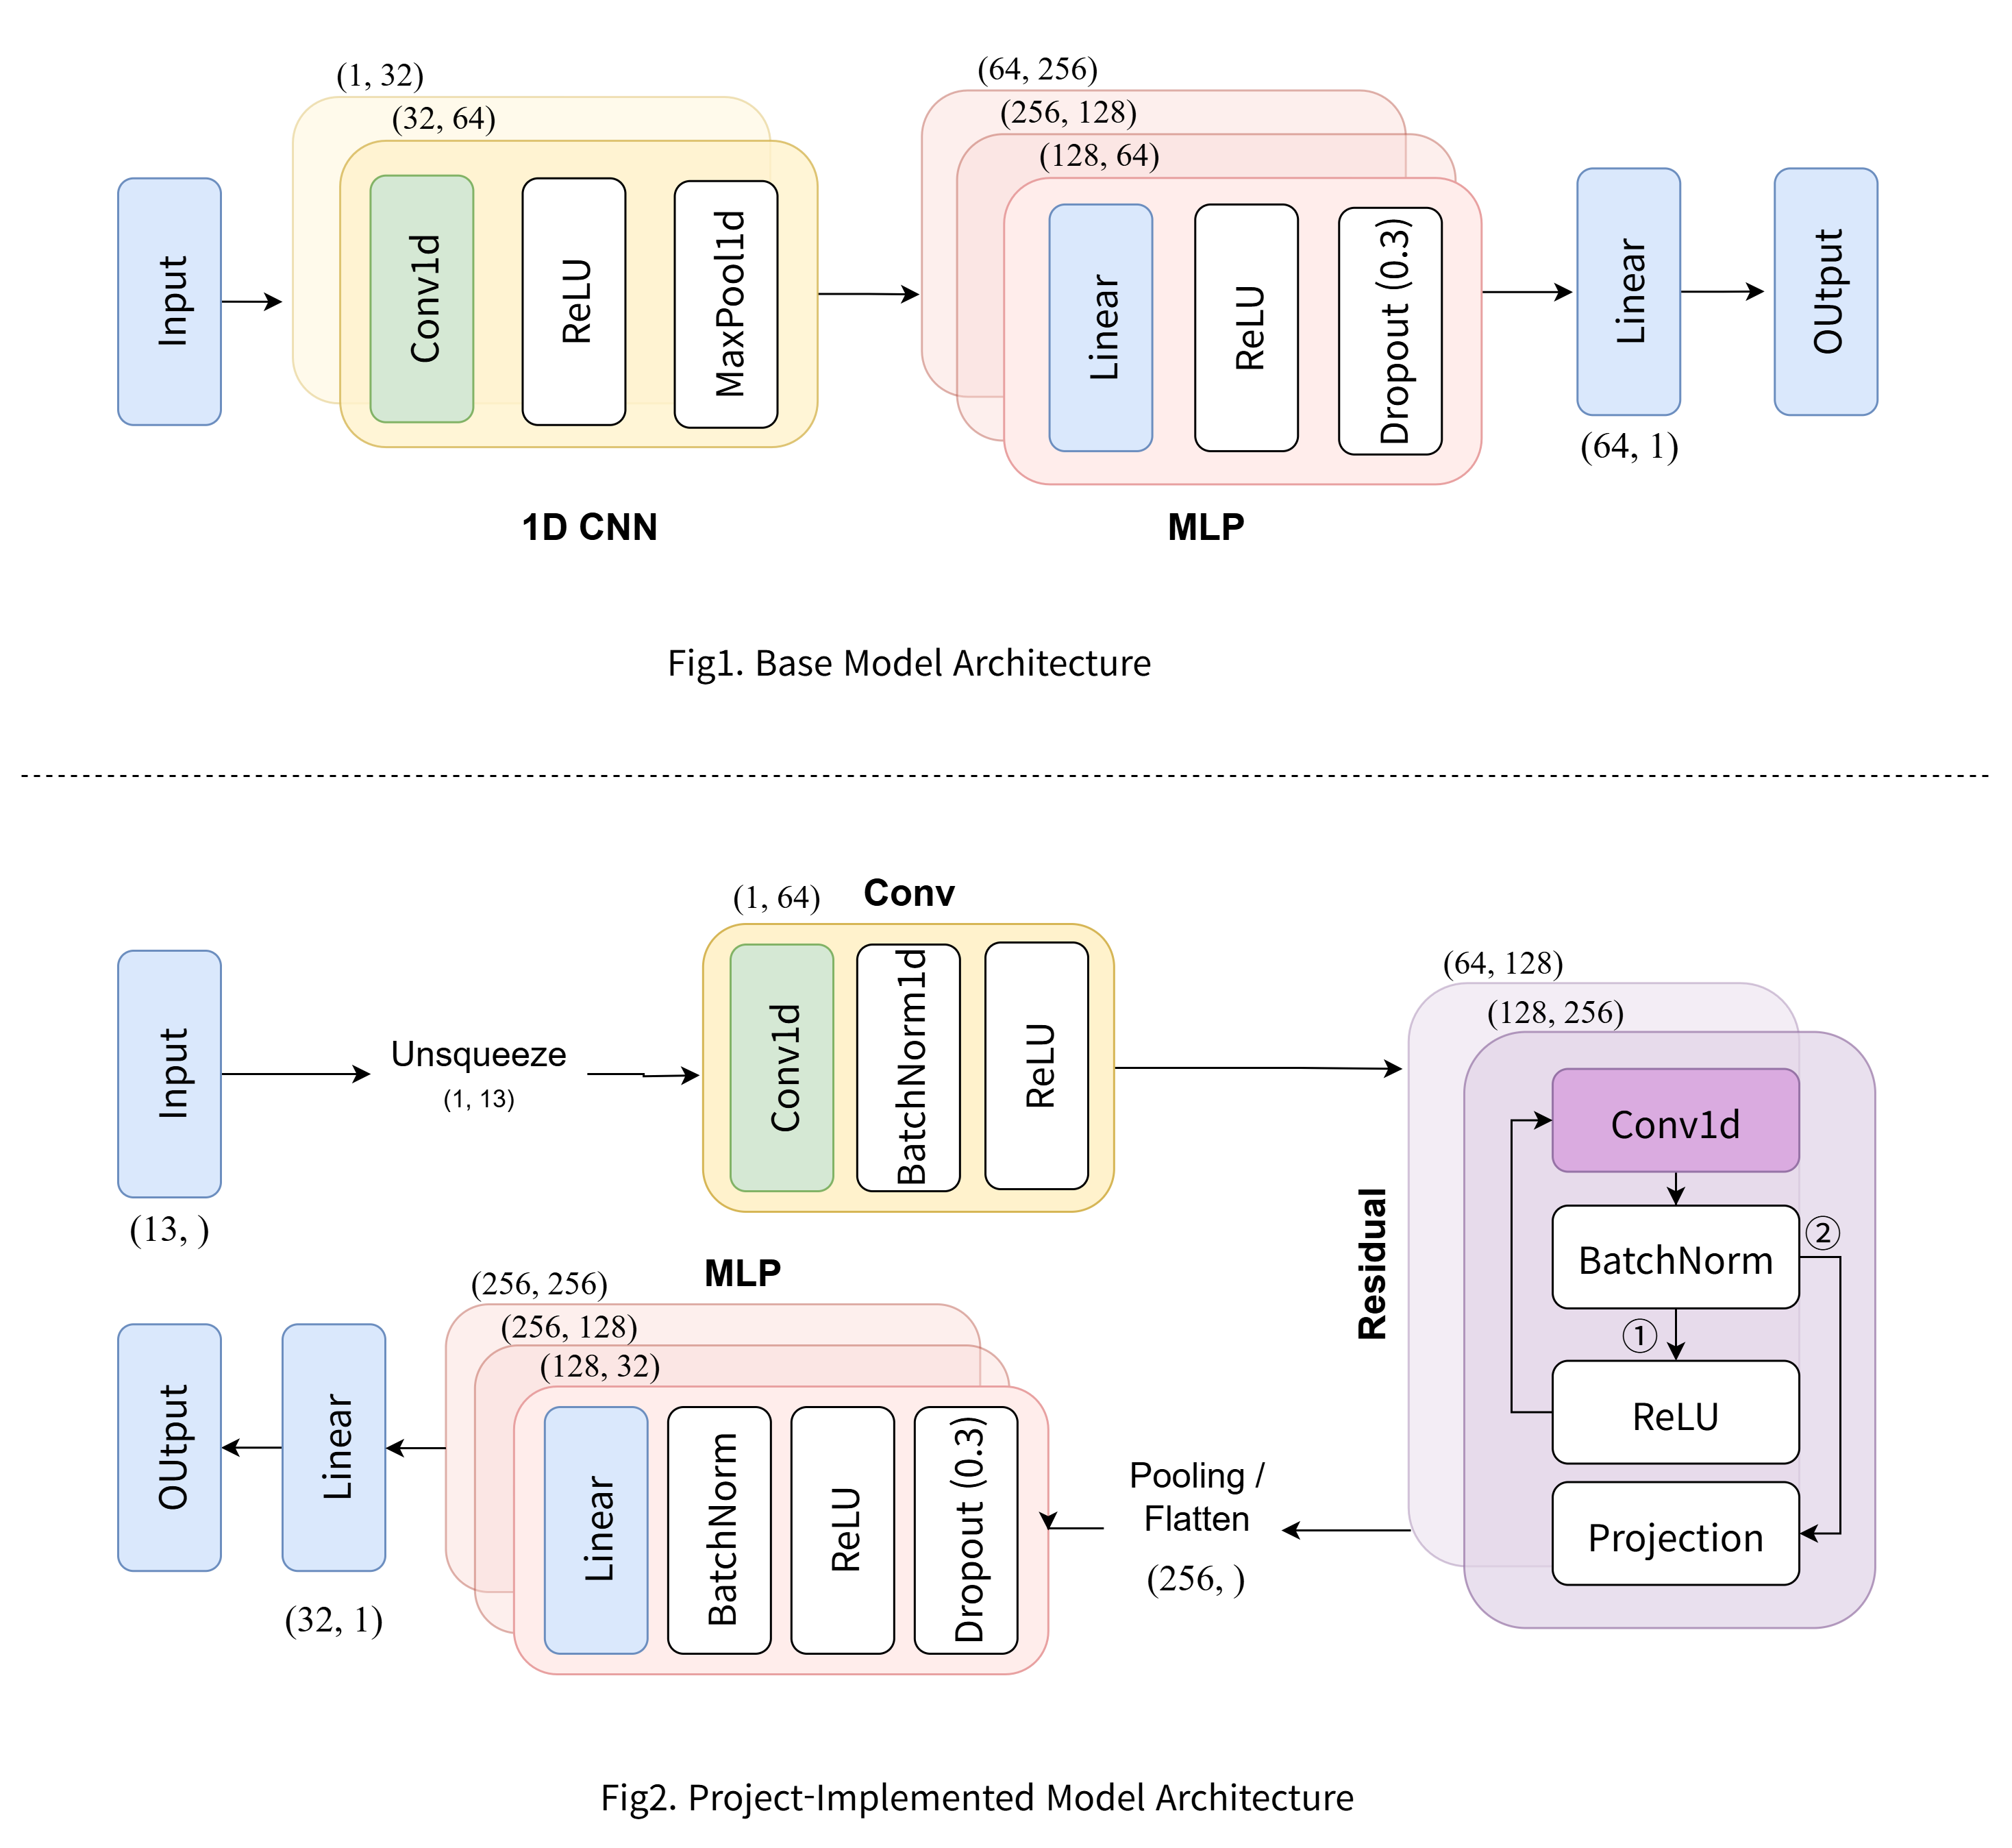 (1, 32)
(32, 64)
Input
Conv1d
ReLU
MaxPool1d
1D CNN
(64, 256)
(256, 128)
(128, 64)
Linear
ReLU
Dropout (0.3)
MLP
Linear
(64, 1)
OUtput
Fig1. Base Model Architecture
Input
(13, )
Unsqueeze
(1, 13)
(1, 64)
Conv
Conv1d
BatchNorm1d
ReLU
(64, 128)
(128, 256)
Residual
Conv1d
BatchNorm
②
①
ReLU
Projection
Pooling /
Flatten
(256, )
MLP
(256, 256)
(256, 128)
(128, 32)
Linear
BatchNorm
ReLU
Dropout (0.3)
Linear
(32, 1)
OUtput
Fig2. Project-Implemented Model Architecture